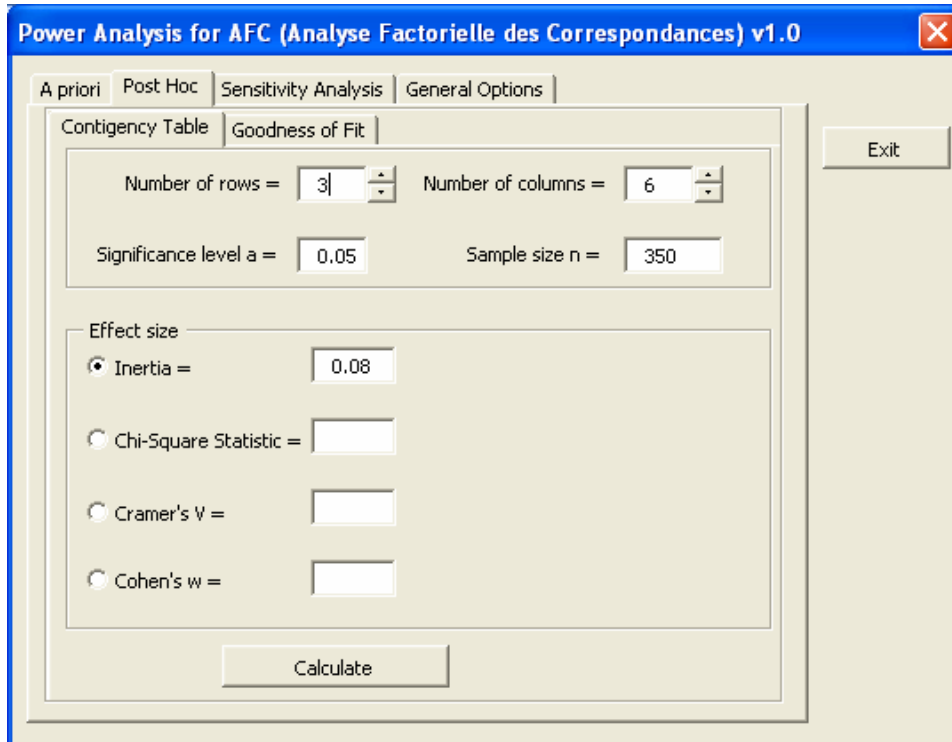 Power Analysis for AFC (Analyse Factorielle des Correspondances) v1.0
A priori Post Hoc Sensitivity Analysis General Options
Contigency Table Goodness of Fit
Exit
Number of rows = 3 Number of columns = 6
Significance level a = 0.05 Sample size n = 350
Effect size
Inertia = 0.08
Chi-Square Statistic =
Cramer's V =
Cohen's w =
Calculate